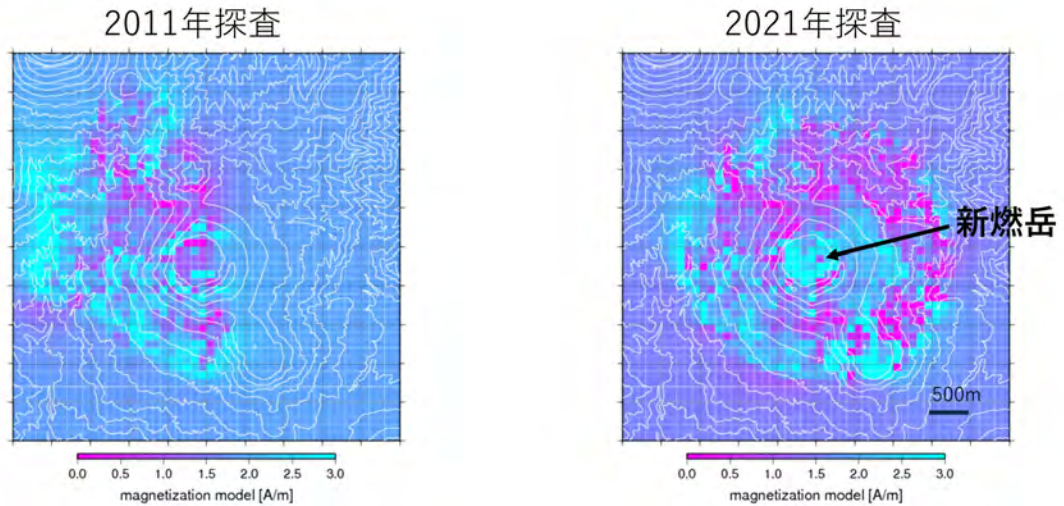 2011年探査
2021年探査
新燃岳
500m
0.0 0.5 1.0 1.5 2.0 2.5 3.0
magnetization model [A/m]
0.0 0.5 1.0 1.5 2.0 2.5 3.0
magnetization model [A/m]